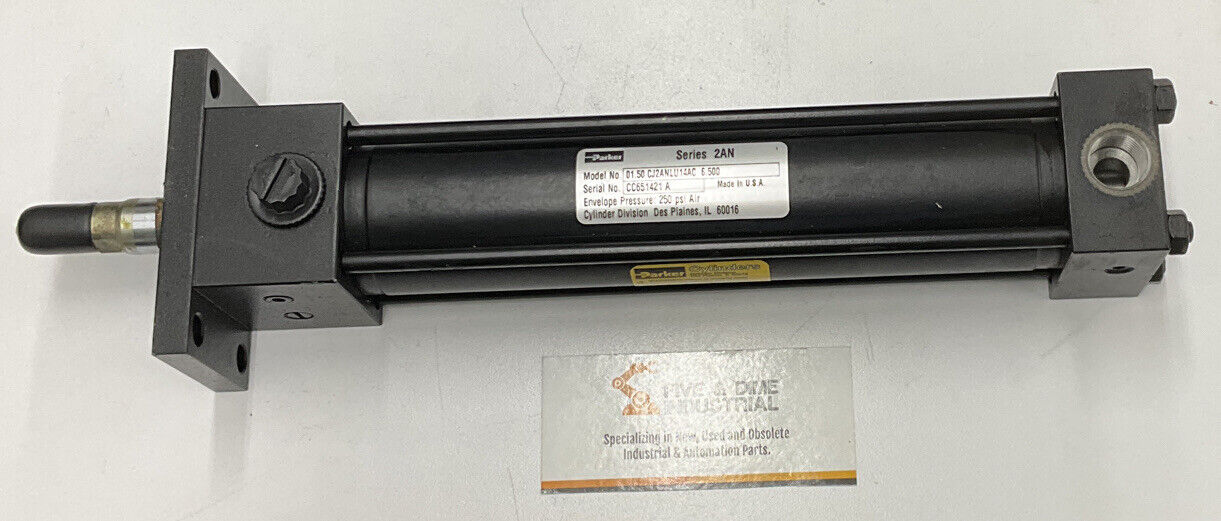 Parker
Series 2AN
Model No 01.50 CJ2ANLU14AC 6.500
Serial No. CC651421 A
Made In U.S.A.
Envelope Pressure: 250 psi Air
Cylinder Division Des Plaines, IL 60016
Parker Cylinders
FIVE & DIME
INDUSTRIAL
Specializing in New, Used and Obsolete
Industrial & Automation Parts.